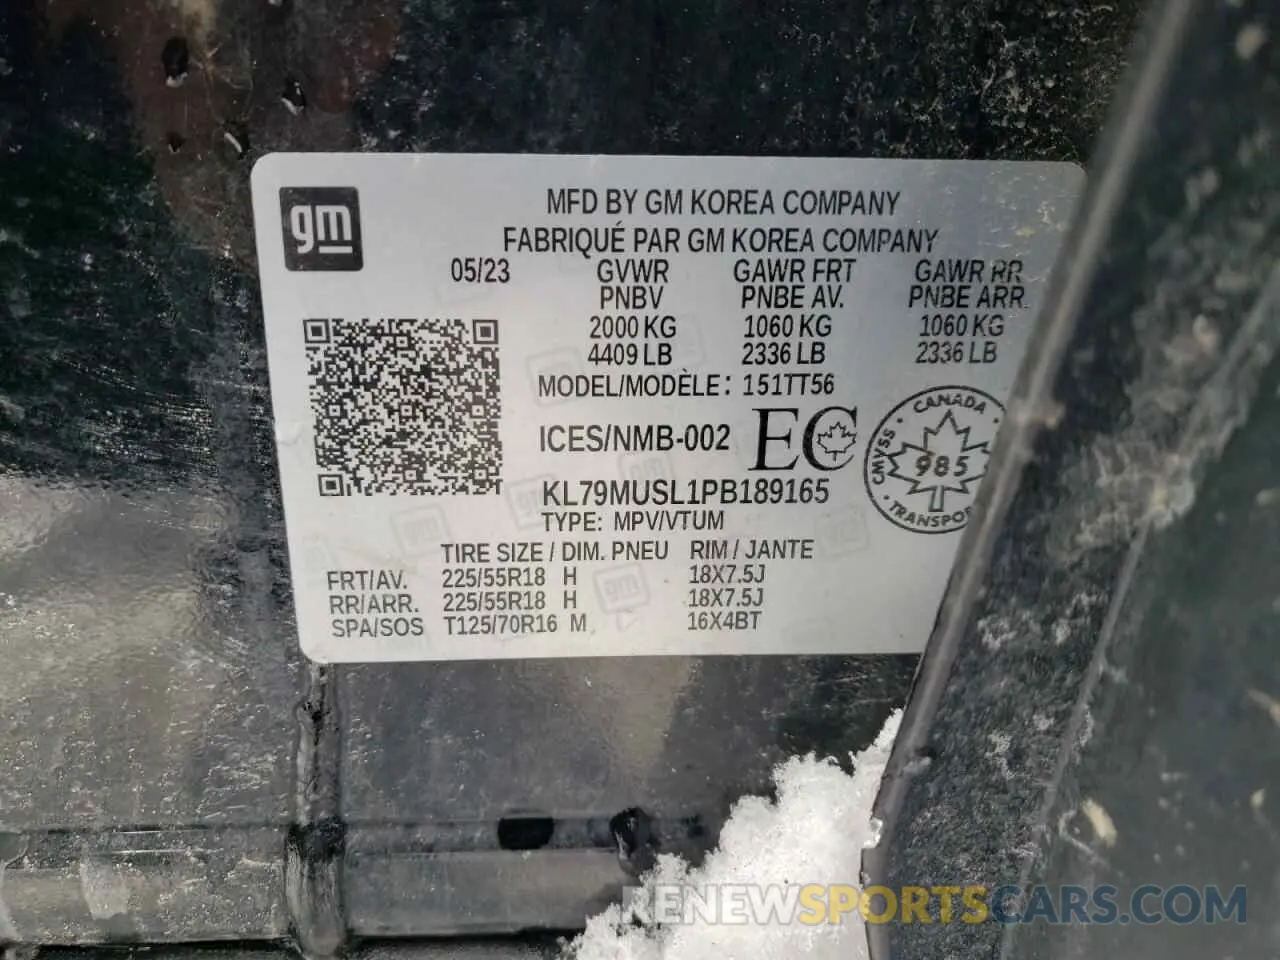 gm
MFD BY GM KOREA COMPANY
FABRIQUÉ PAR GM KOREA COMPANY
05/23 GVWR GAWR FRT GAWR RR
PNBV PNBE AV. PNBE ARR.
2000 KG 1060 KG 1060 KG
4409 LB 2336 LB 2336 LB
MODEL/MODÈLE: 151TT56
ICES/NMB-002 EC
CANADA
CMVSS 985
TRANSPO
KL79MUSL1PB189165
TYPE: MPV/VTUM
TIRE SIZE / DIM. PNEU RIM / JANTE
FRT/AV. 225/55R18 H 18X7.5J
RR/ARR. 225/55R18 H 18X7.5J
SPA/SOS T125/70R16 M 16X4BT
RENEWSPORTSCARS.COM